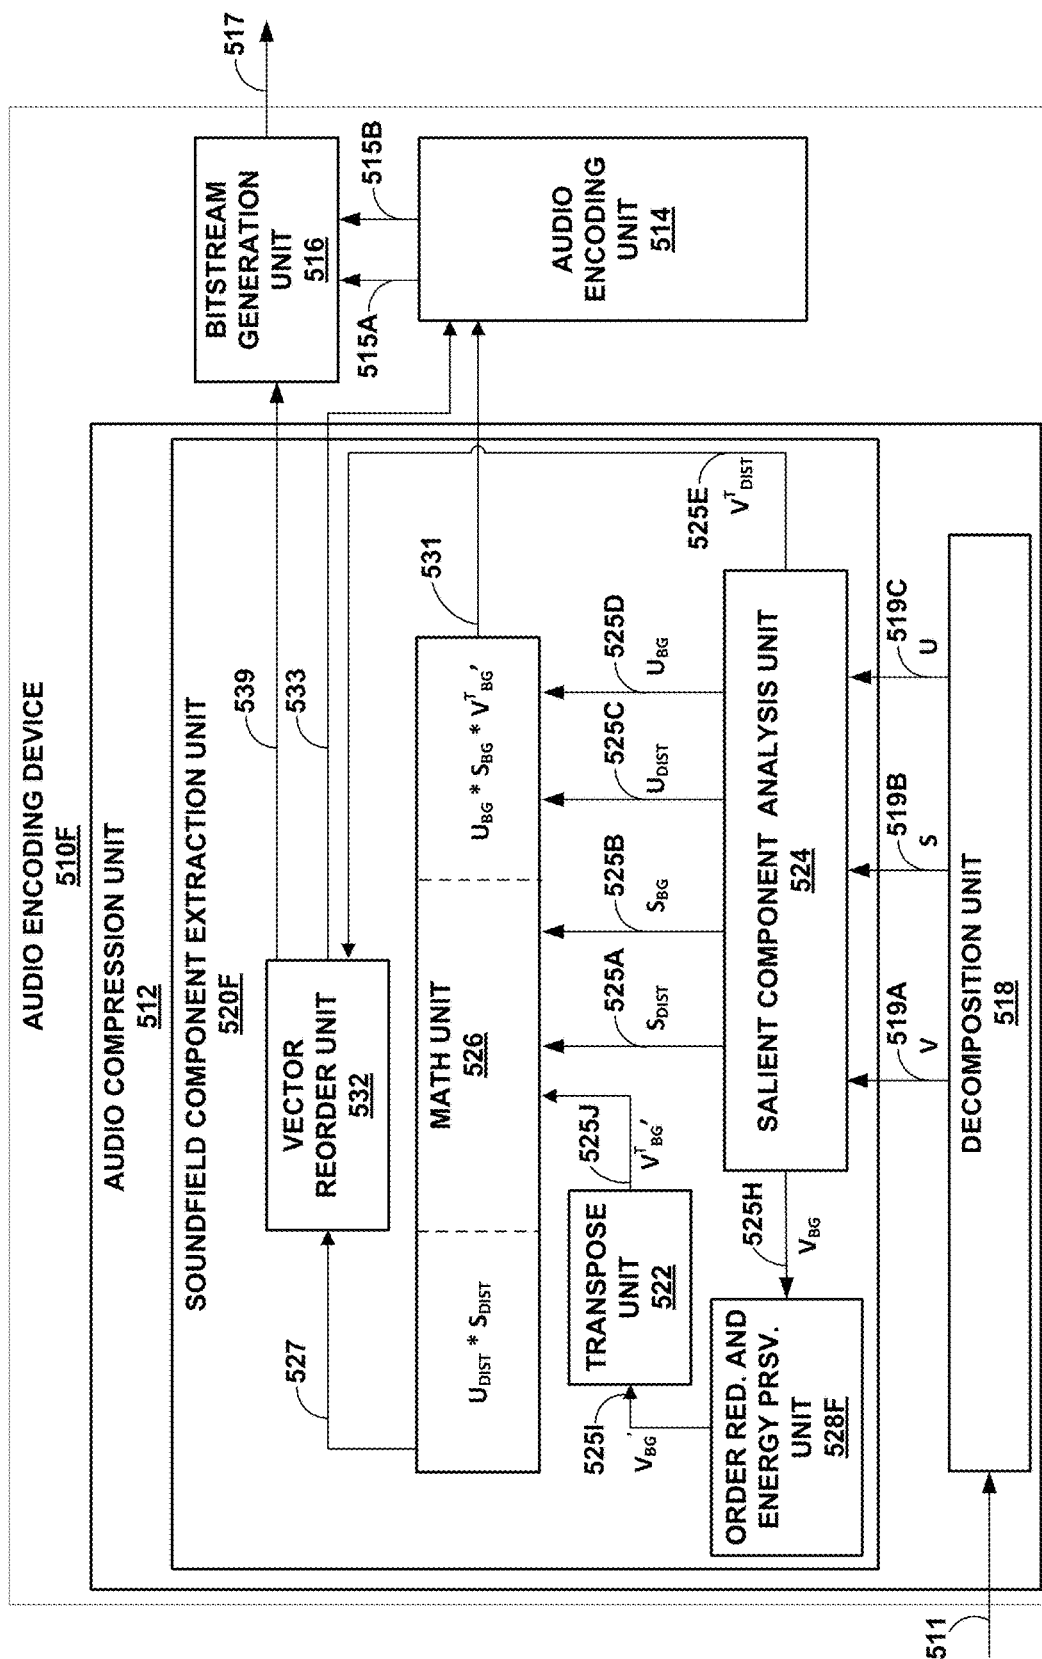 AUDIO ENCODING DEVICE
510F
AUDIO COMPRESSION UNIT
512
SOUNDFIELD COMPONENT EXTRACTION UNIT
520F
527
VECTOR
REORDER UNIT
532
539
533
BITSTREAM
GENERATION
UNIT
516
517
515A
515B
AUDIO
ENCODING
UNIT
514
U_DIST * S_DIST
MATH UNIT
526
U_BG * S_BG * V^T_BG'
531
525I
V_BG'
TRANSPOSE
UNIT
522
525J
V^T_BG'
525A
S_DIST
525B
S_BG
525C
U_DIST
525D
U_BG
525E
V^T_DIST
ORDER RED. AND
ENERGY PRSV.
UNIT
528F
525H
V_BG
SALIENT COMPONENT ANALYSIS UNIT
524
519A
V
519B
S
519C
U
DECOMPOSITION UNIT
518
511